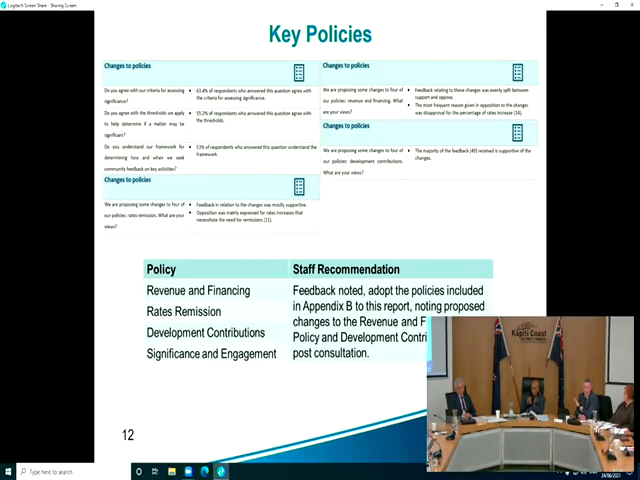 Logitech Screen Share - Sharing Screen
Key Policies
Changes to policies
Do you agree with our criteria for assessing
significance?
63.4% of respondents who answered this question agree with
the criteria for assessing significance.
Do you agree with the thresholds we apply
to help determine if a matter may be
significant?
55.2% of respondents who answered this question agree with
the thresholds.
Do you understand our framework for
determining how and when we seek
community feedback on key activities?
53% of respondents who answered this question understand the
framework.
Changes to policies
We are proposing some changes to four of
our policies: rates remission. What are your
views?
Feedback in relation to the changes was mostly supportive.
Opposition was mainly expressed for rates increases that
necessitate the need for remissions (11).
Changes to policies
We are proposing some changes to four of
our policies: revenue and financing. What
are your views?
Feedback relating to these changes was evenly split between
support and oppose.
The most frequent reason given in opposition to the changes
was disapproval for the percentage of rates increase (14).
Changes to policies
We are proposing some changes to four of
our policies: development contributions.
What are your views?
The majority of the feedback (49) received is supportive of the
changes.
Policy
Staff Recommendation
Revenue and Financing
Rates Remission
Development Contributions
Significance and Engagement
Feedback noted, adopt the policies included
in Appendix B to this report, noting proposed
changes to the Revenue and F
Policy and Development Contri
post consultation.
12
Kāpiti Coast
Type here to search
24/06/2021